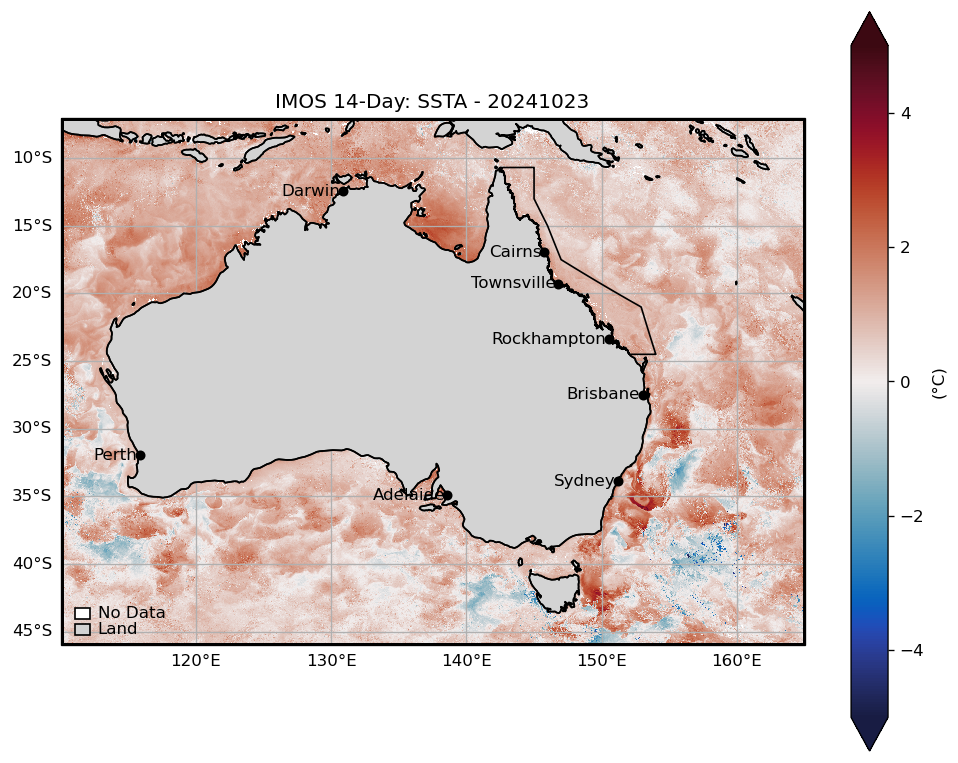 IMOS 14-Day: SSTA - 20241023
10°S
15°S
20°S
25°S
30°S
35°S
40°S
45°S
120°E
130°E
140°E
150°E
160°E
Darwin
Cairns
Townsville
Rockhampton
Brisbane
Perth
Sydney
Adelaide
No Data
Land
4
2
0
−2
−4
(°C)